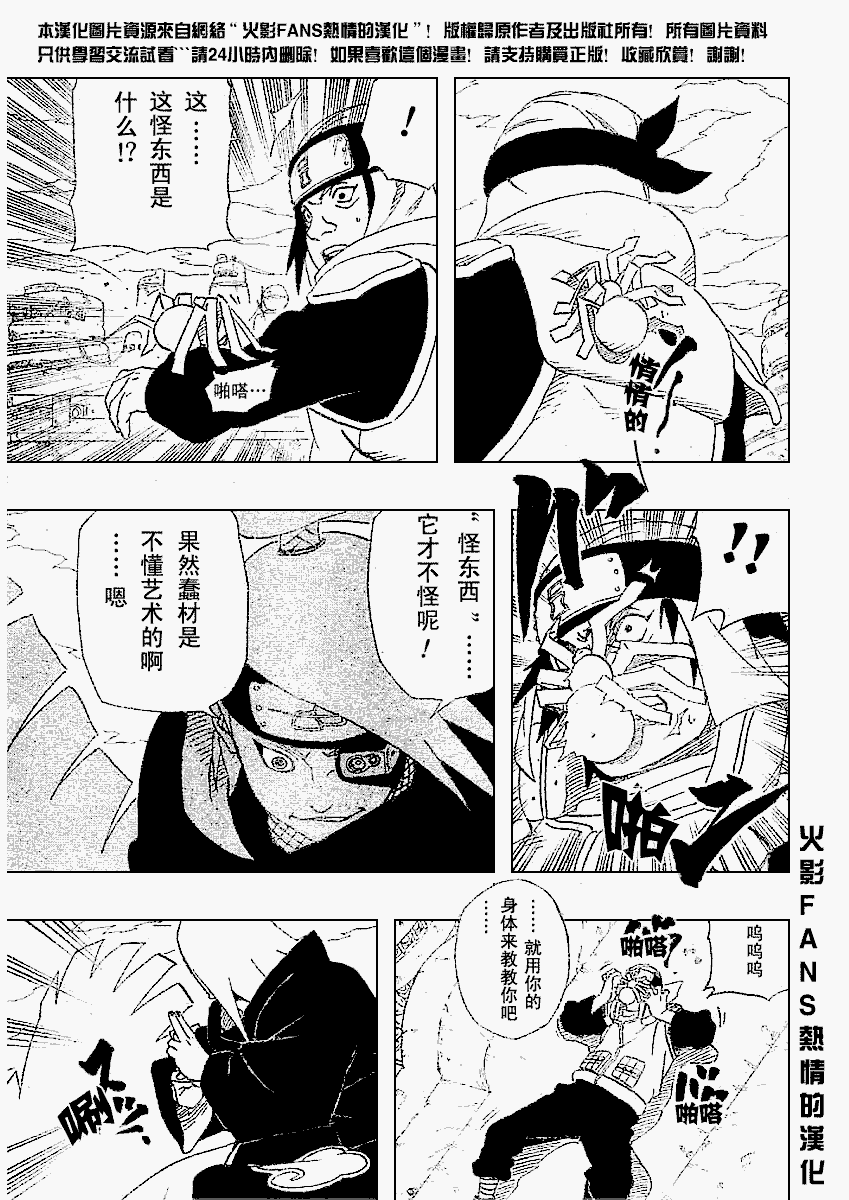 本漢化圖片資源來自網絡“火影FANS熱情的漢化”！版權歸原作者及出版社所有！所有圖片資料
只供學習交流試看```請24小時內刪除！如果喜歡這個漫畫！請支持購買正版！收藏欣賞！謝謝！
悄悄的
！
这……
这怪东西是
什么!?
啪嗒…
!!
啪
“怪东西”……
它才不怪呢！
果然蠢材是
不懂艺术的啊
……嗯
呜呜呜
啪嗒
啪嗒
……就用你的
身体来教教你吧
……
唰
火影FANS熱情的漢化